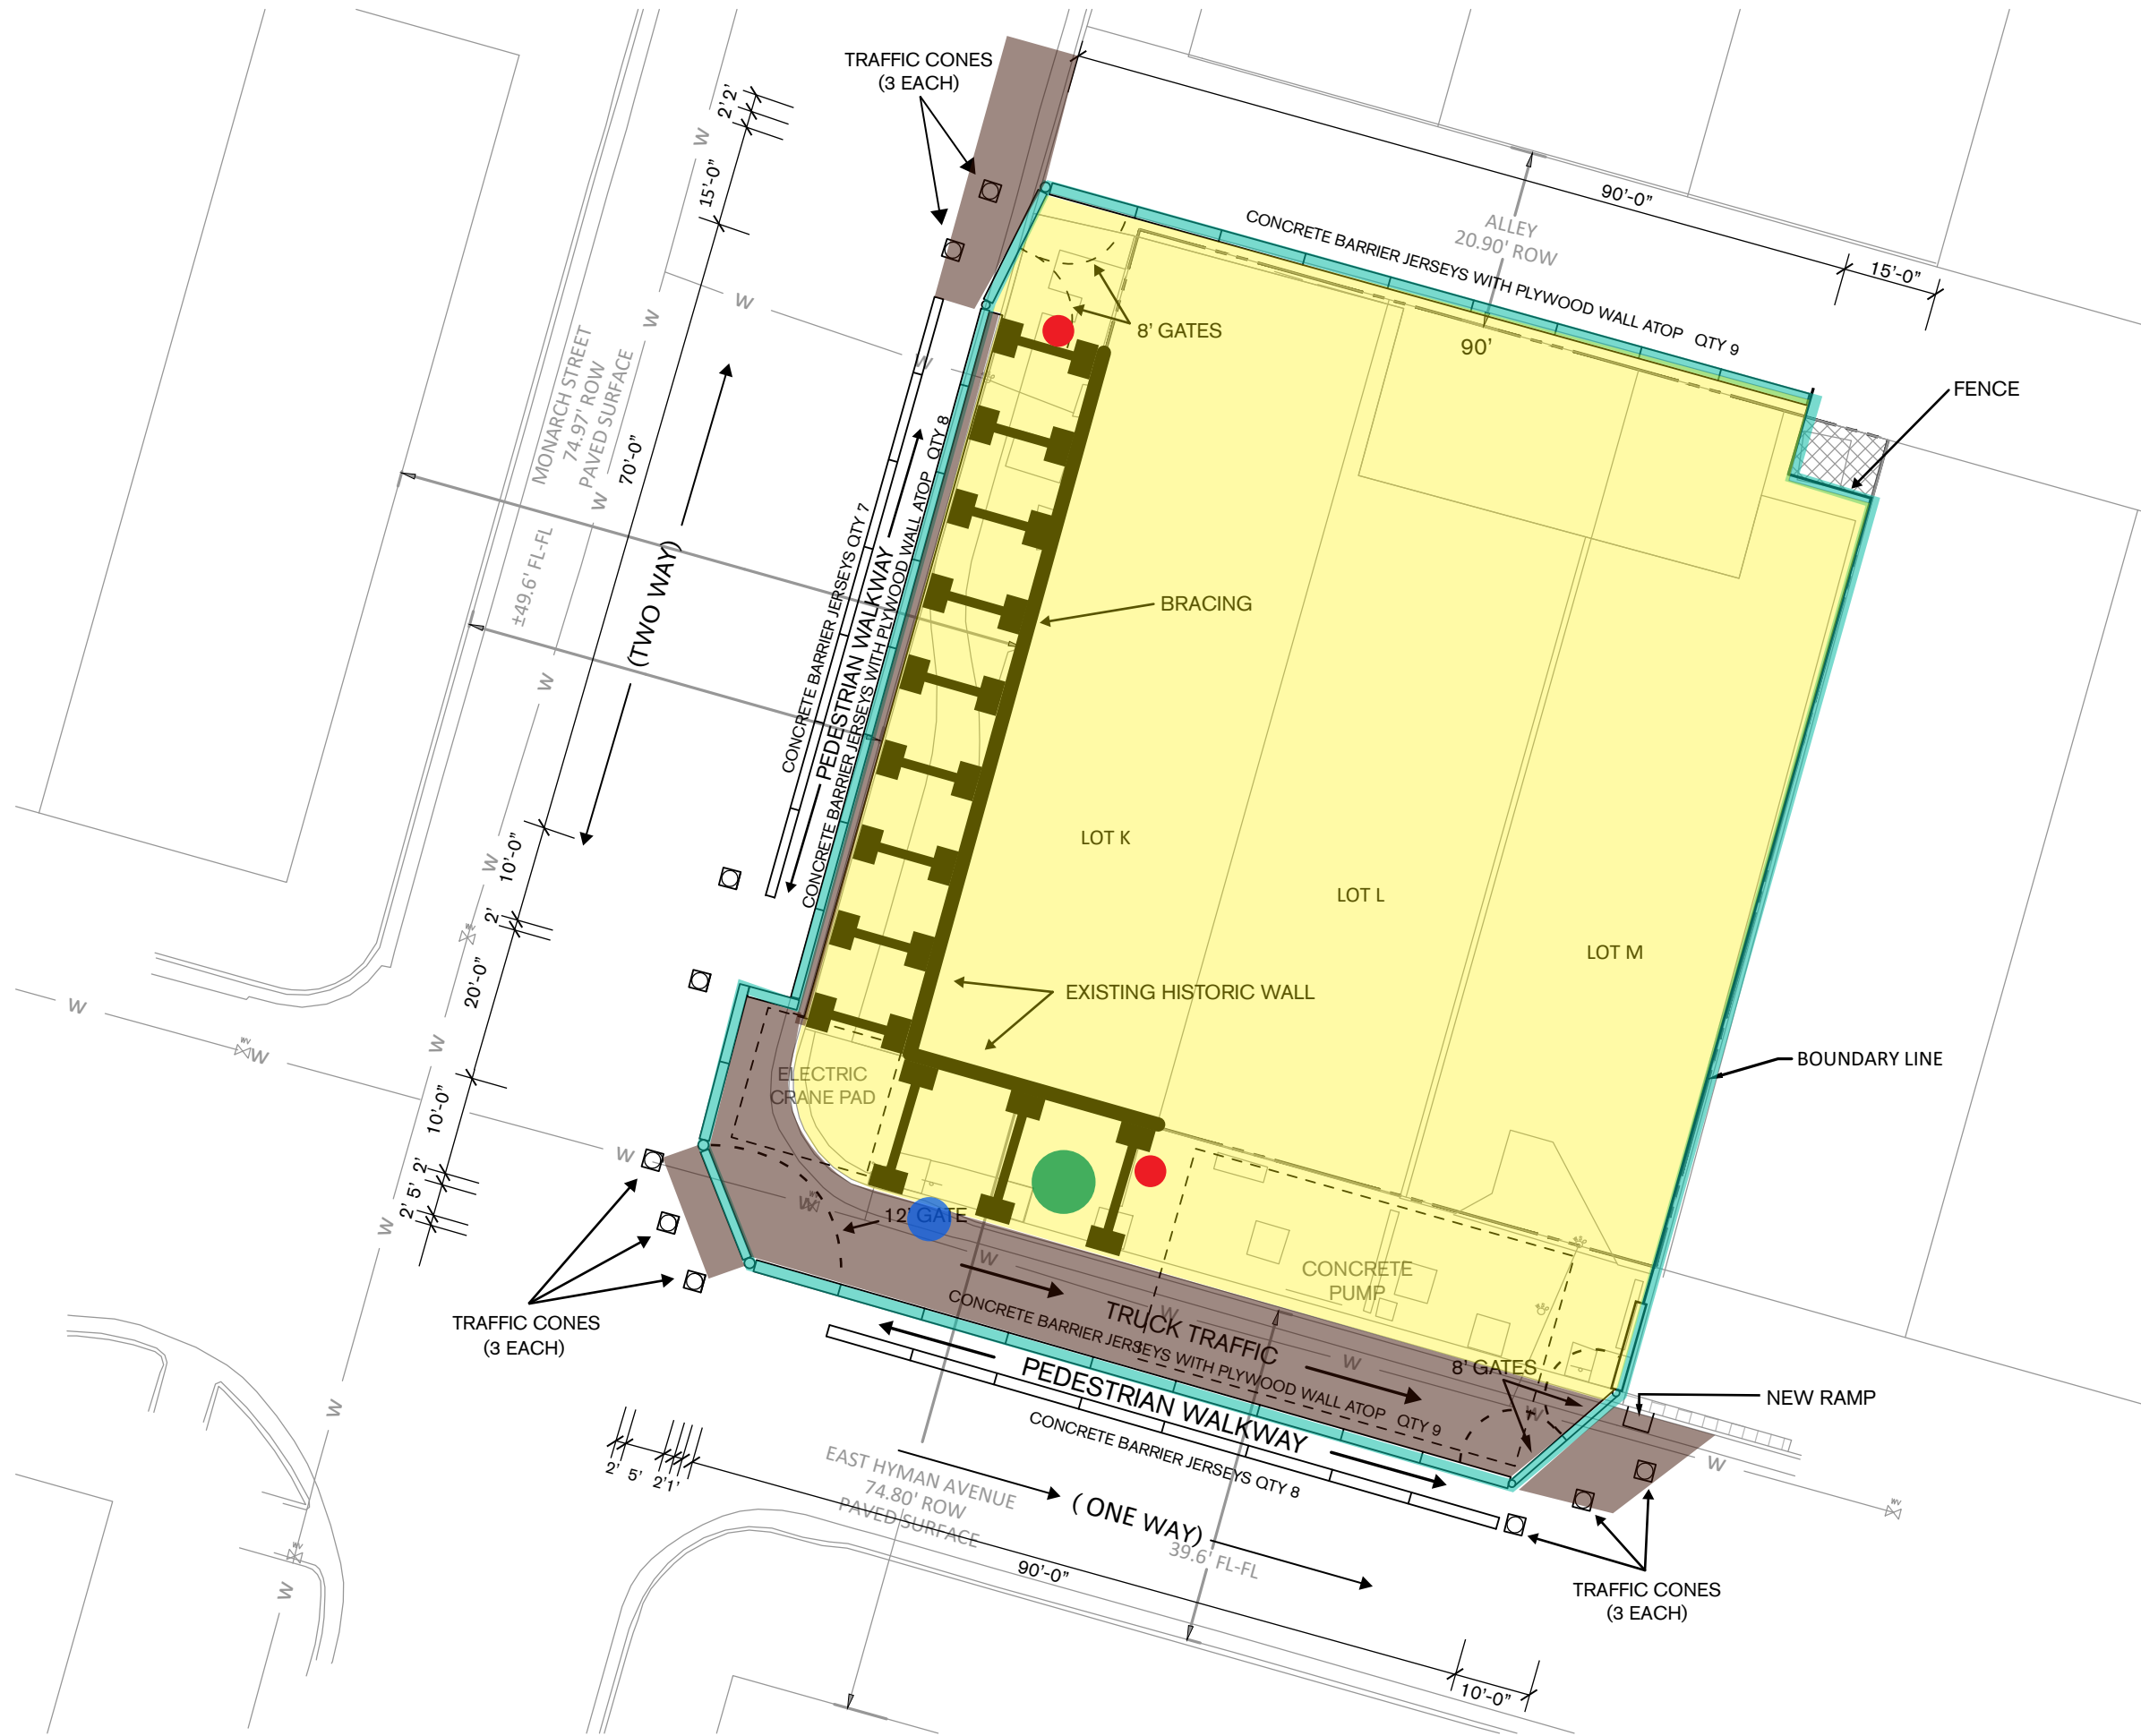 TRAFFIC CONES
(3 EACH)
2'
2'
15'-0"
W
90'-0"
ALLEY
20.90' ROW
CONCRETE BARRIER JERSEYS WITH PLYWOOD WALL ATOP QTY 9
15'-0"
W
W
W
8' GATES
90'
FENCE
MONARCH STREET
74.97' ROW
PAVED SURFACE
W
70'-0"
±49.6' FL-FL
(TWO WAY)
CONCRETE BARRIER JERSEYS QTY 7
PEDESTRIAN WALKWAY
CONCRETE BARRIER JERSEYS WITH PLYWOOD WALL ATOP QTY 8
BRACING
W
LOT K
LOT L
LOT M
W
10'-0"
WV
2'
20'-0"
EXISTING HISTORIC WALL
W
WV
W
W
BOUNDARY LINE
ELECTRIC
CRANE PAD
10'-0"
W
2'
5'
2'
W
W
12' GATE
W
CONCRETE
PUMP
TRAFFIC CONES
(3 EACH)
TRUCK TRAFFIC
W
CONCRETE BARRIER JERSEYS WITH PLYWOOD WALL ATOP QTY 9
W
8' GATES
W
PEDESTRIAN WALKWAY
CONCRETE BARRIER JERSEYS QTY 8
NEW RAMP
W
W
2'
5'
2'
1'
EAST HYMAN AVENUE
74.80' ROW
PAVED SURFACE
( ONE WAY)
39.6' FL-FL
WV
WV
W
90'-0"
TRAFFIC CONES
(3 EACH)
10'-0"